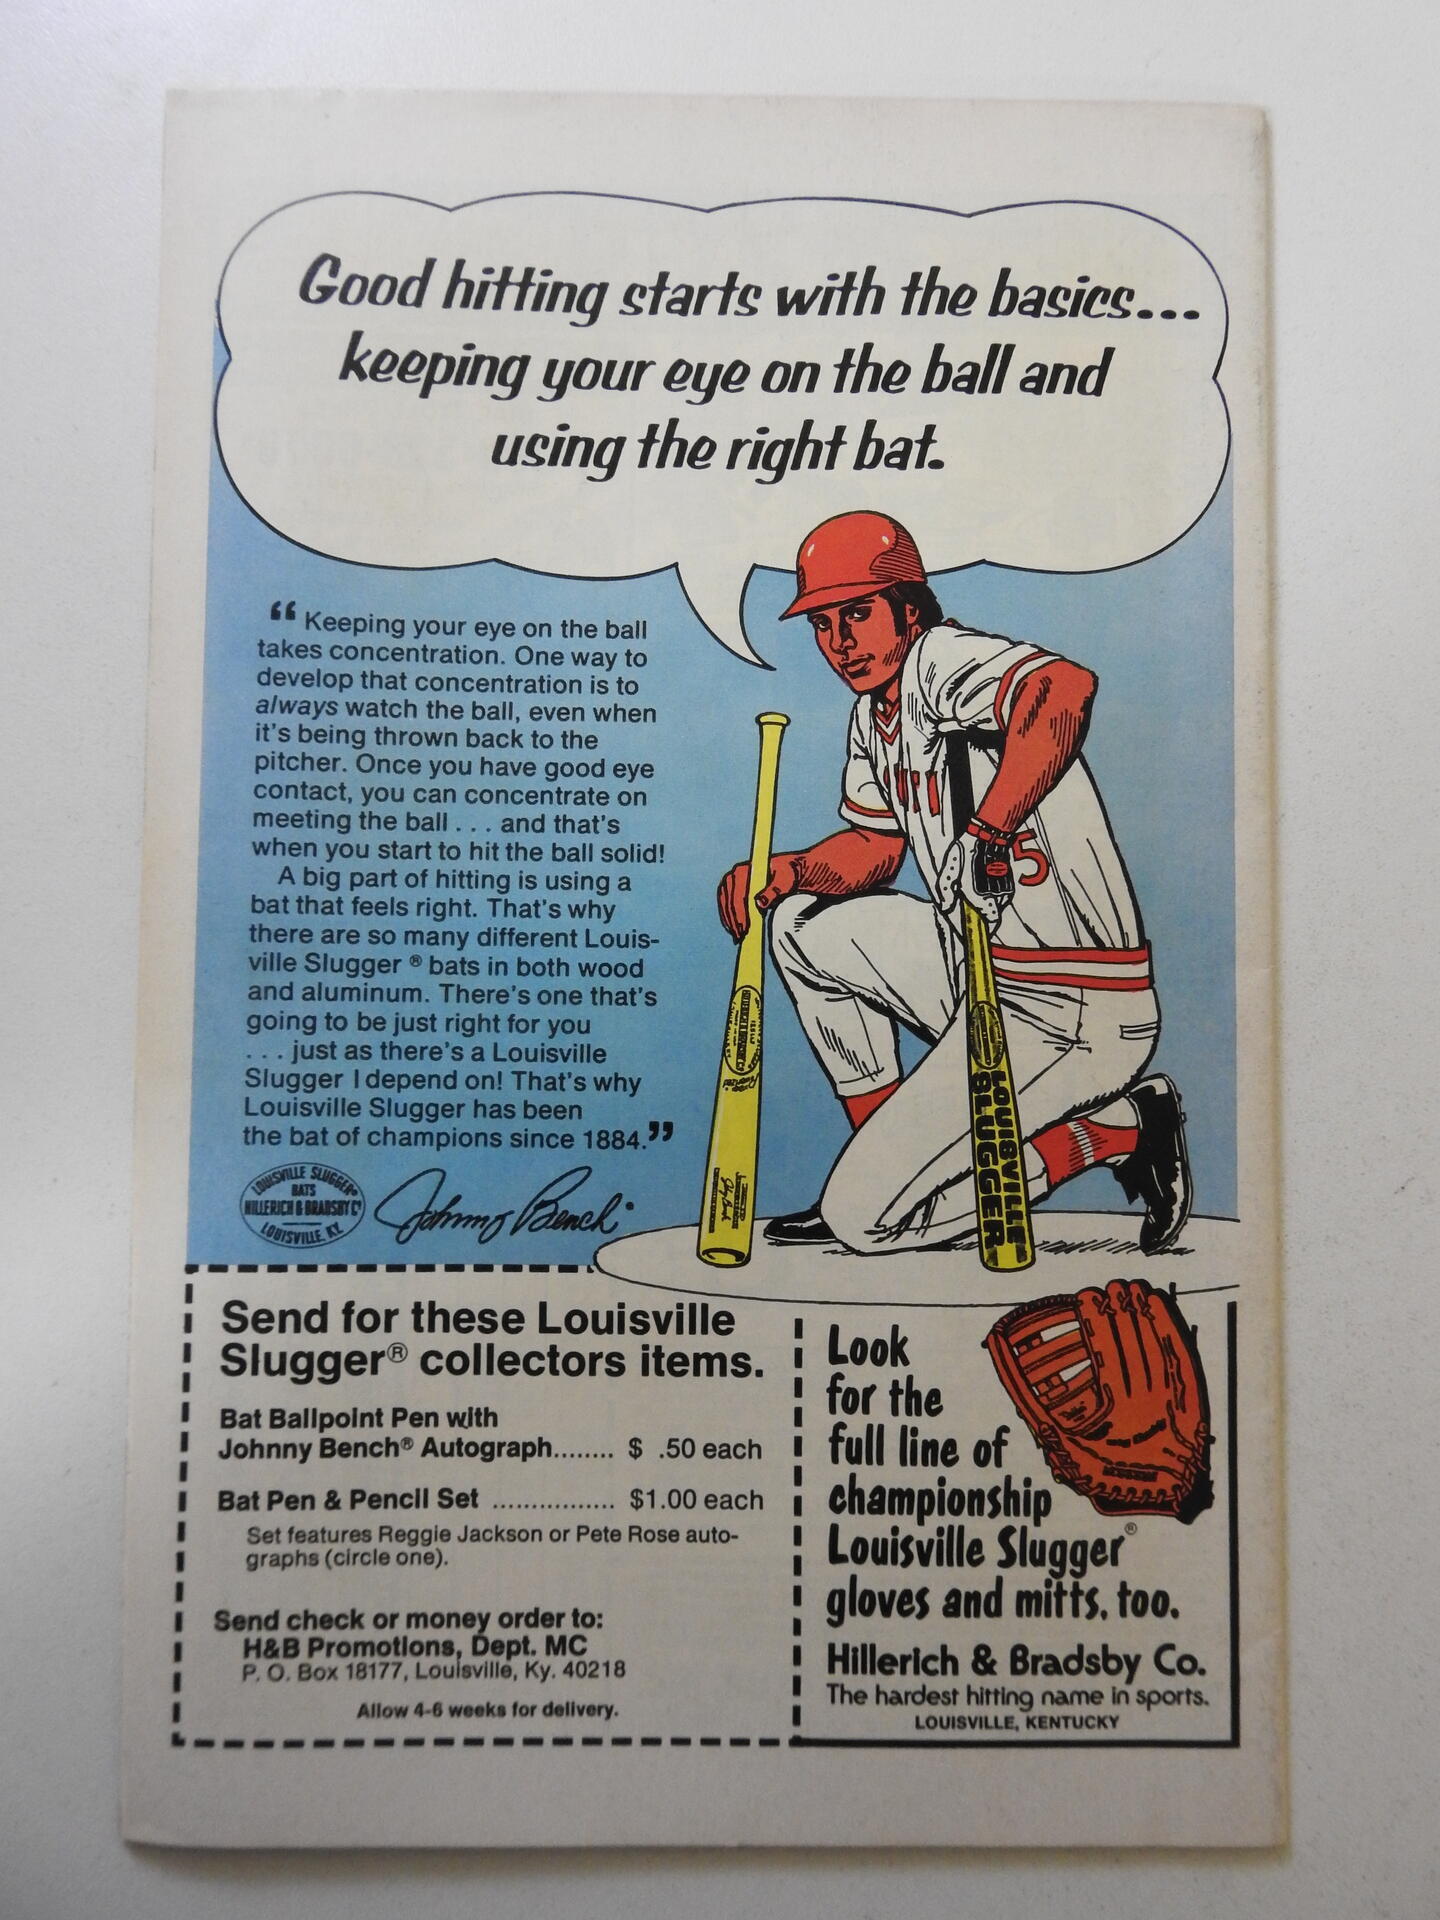 Good hitting starts with the basics...
keeping your eye on the ball and
using the right bat.
“Keeping your eye on the ball
takes concentration. One way to
develop that concentration is to
always watch the ball, even when
it's being thrown back to the
pitcher. Once you have good eye
contact, you can concentrate on
meeting the ball . . . and that's
when you start to hit the ball solid!
A big part of hitting is using a
bat that feels right. That's why
there are so many different Louis-
ville Slugger® bats in both wood
and aluminum. There's one that's
going to be just right for you
. . . just as there's a Louisville
Slugger I depend on! That's why
Louisville Slugger has been
the bat of champions since 1884.”
LOUISVILLE SLUGGER®
BATS
HILLERICH & BRADSBY Cº
LOUISVILLE, KY.
Johnny Bench
5
LOUISVILLE
SLUGGER
Send for these Louisville
Slugger® collectors items.
Bat Ballpoint Pen with
Johnny Bench® Autograph........ $ .50 each
Bat Pen & Pencil Set ................ $1.00 each
Set features Reggie Jackson or Pete Rose auto-
graphs (circle one).
Send check or money order to:
H&B Promotions, Dept. MC
P. O. Box 18177, Louisville, Ky. 40218
Allow 4-6 weeks for delivery.
Look
for the
full line of
championship
Louisville Slugger®
gloves and mitts, too.
Hillerich & Bradsby Co.
The hardest hitting name in sports.
LOUISVILLE, KENTUCKY